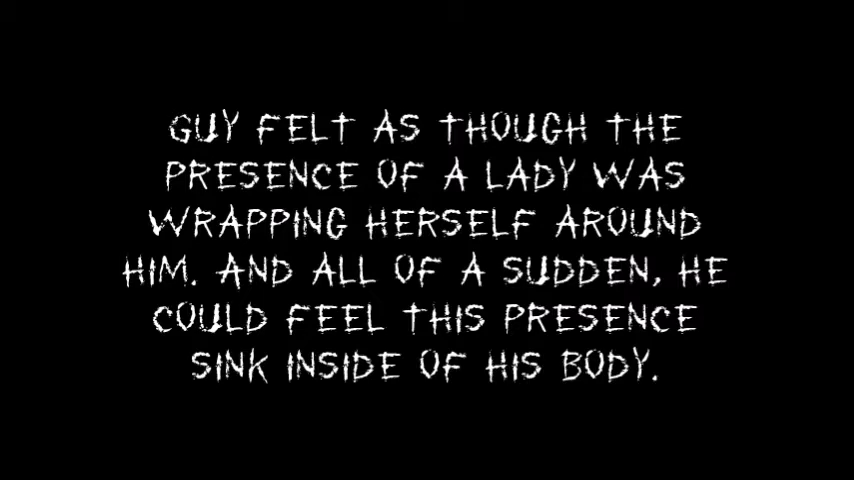 GUY FELT AS THOUGH THE
PRESENCE OF A LADY WAS
WRAPPING HERSELF AROUND
HIM. AND ALL OF A SUDDEN, HE
COULD FEEL THIS PRESENCE
SINK INSIDE OF HIS BODY.